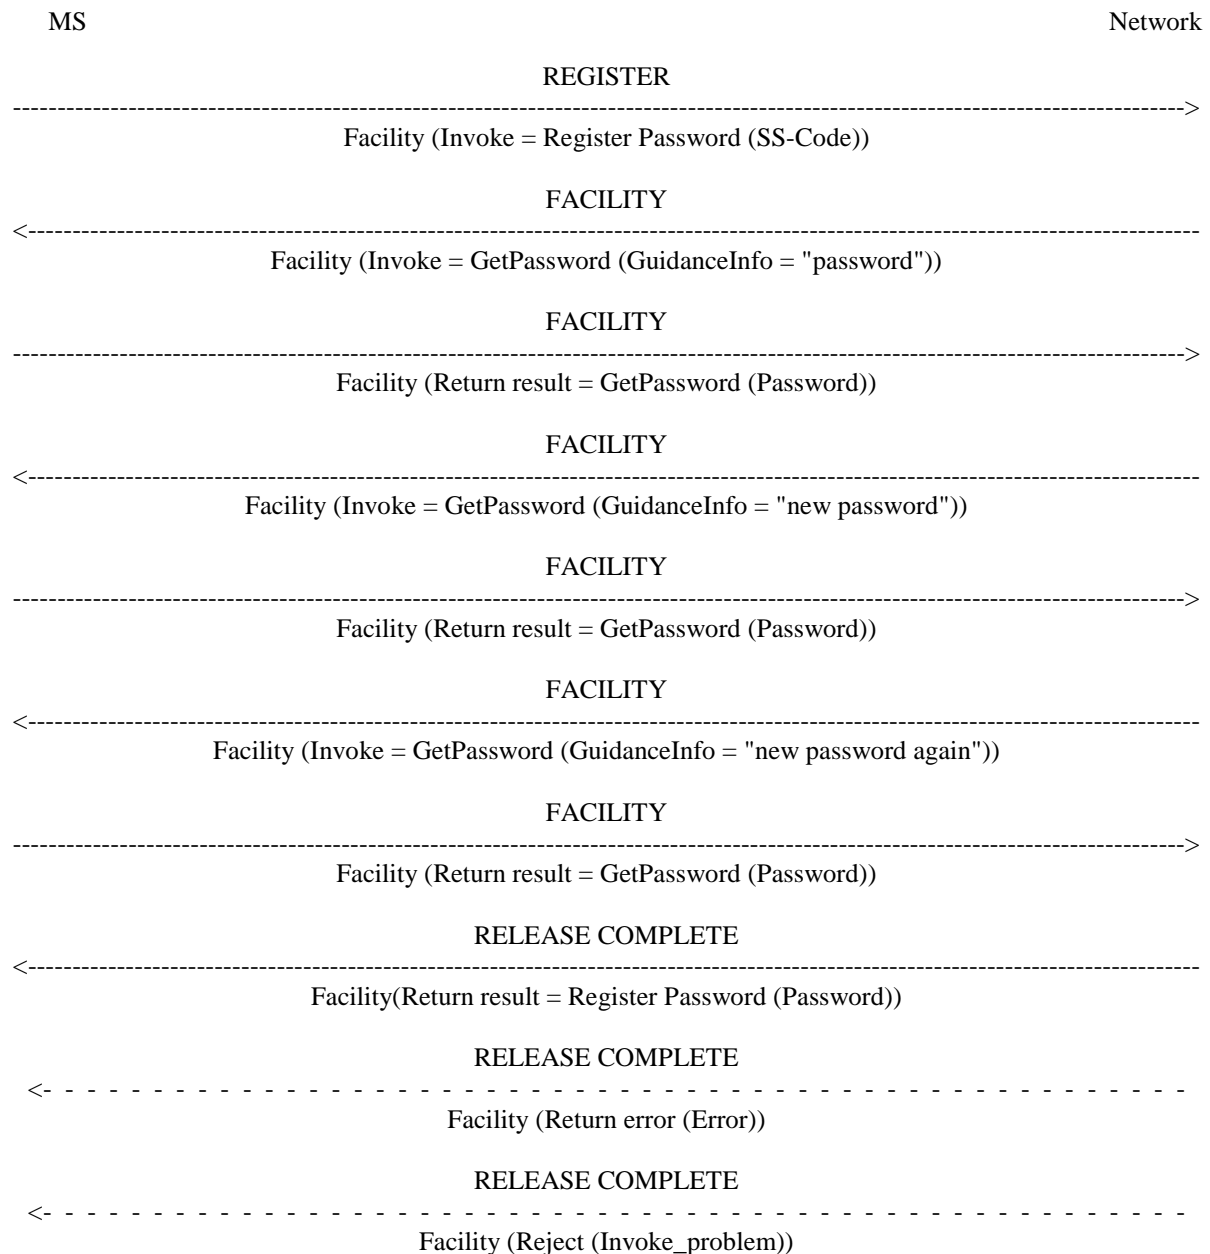 MS Network
REGISTER
Facility (Invoke = Register Password (SS-Code))
FACILITY
Facility (Invoke = GetPassword (GuidanceInfo = "password"))
FACILITY
Facility (Return result = GetPassword (Password))
FACILITY
Facility (Invoke = GetPassword (GuidanceInfo = "new password"))
FACILITY
Facility (Return result = GetPassword (Password))
FACILITY
Facility (Invoke = GetPassword (GuidanceInfo = "new password again"))
FACILITY
Facility (Return result = GetPassword (Password))
RELEASE COMPLETE
Facility(Return result = Register Password (Password))
RELEASE COMPLETE
Facility (Return error (Error))
RELEASE COMPLETE
Facility (Reject (Invoke_problem))